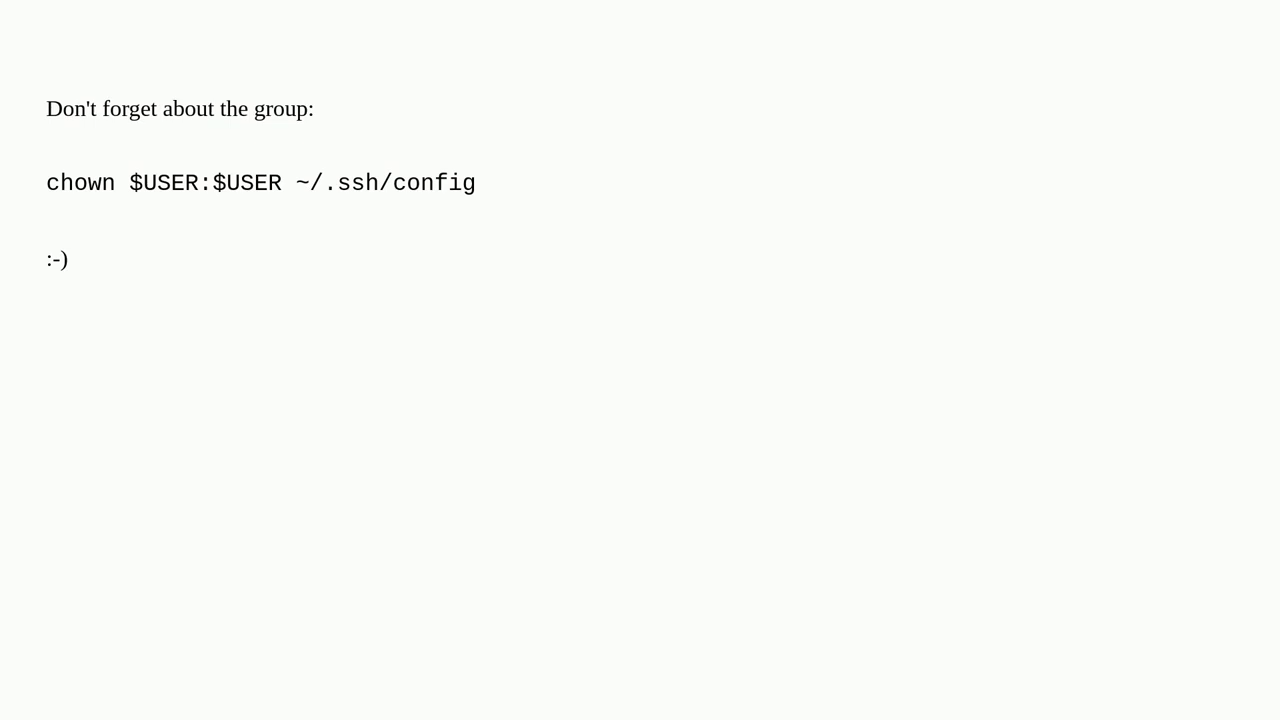 Don't forget about the group:
chown $USER:$USER ~/.ssh/config
:-)